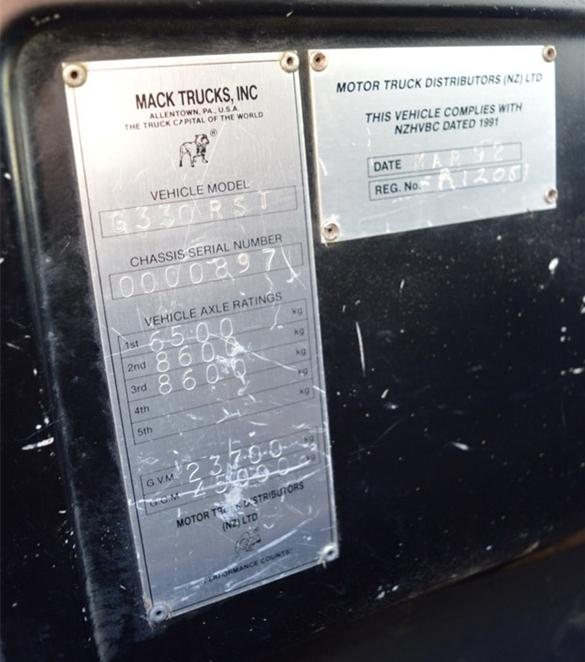 MACK TRUCKS, INC
ALLENTOWN, PA., U.S.A.
THE TRUCK CAPITAL OF THE WORLD
®
VEHICLE MODEL
G330RST
CHASSIS SERIAL NUMBER
0000897
VEHICLE AXLE RATINGS
1st 6500 kg
2nd 8600 kg
3rd 8600 kg
4th kg
5th
G.V.M. 23700 kg
G.C.M. kg
MOTOR TRUCK DISTRIBUTORS
(NZ) LTD
PERFORMANCE COUNTS
MOTOR TRUCK DISTRIBUTORS (NZ) LTD
THIS VEHICLE COMPLIES WITH
NZHVBC DATED 1991
DATE MAR 92
REG. No.